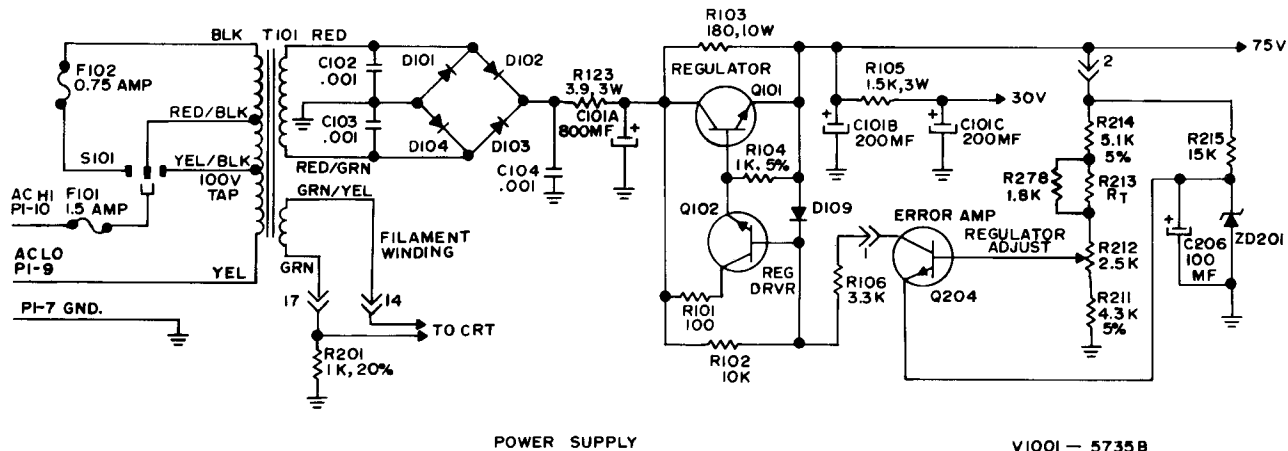 BLK
T101
RED
F102
0.75 AMP
RED/BLK
S101
YEL/BLK
100V
TAP
AC HI
P1-10
F101
1.5 AMP
AC LO
P1-9
YEL
P1-7 GND.
C102
.001
C103
.001
RED/GRN
GRN/YEL
FILAMENT
WINDING
GRN
17
14
TO CRT
R201
1K, 20%
D101
D102
D104
D103
C104
.001
R123
3.9, 3W
C101A
800MF
+
R103
180, 10W
REGULATOR
Q101
R104
1K, 5%
Q102
REG
DRVR
D109
R101
100
R102
10K
R105
1.5K, 3W
+
C101B
200MF
+
C101C
200MF
30V
75V
R106
3.3K
1
ERROR AMP
Q204
REGULATOR
ADJUST
2
R214
5.1K
5%
R278
1.8K
R213
RT
R212
2.5K
R211
4.3K
5%
R215
15K
+
C206
100
MF
ZD201
POWER SUPPLY
V1001 — 5735B